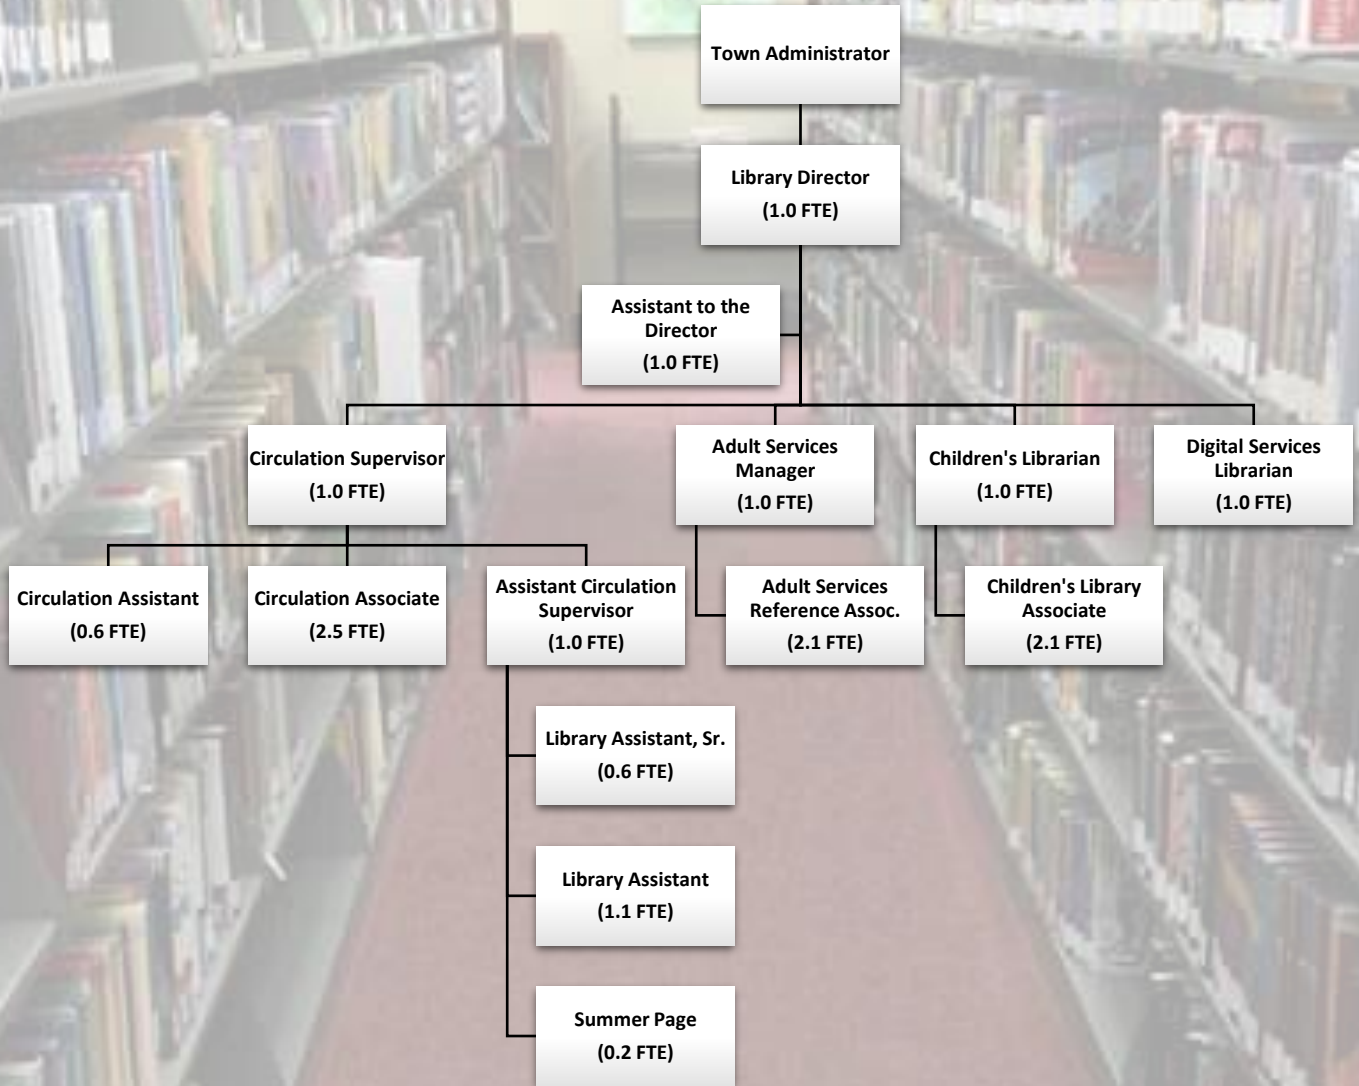 Town Administrator
Library Director
(1.0 FTE)
Assistant to the
Director
(1.0 FTE)
Circulation Supervisor
(1.0 FTE)
Adult Services
Manager
(1.0 FTE)
Children's Librarian
(1.0 FTE)
Digital Services
Librarian
(1.0 FTE)
Circulation Assistant
(0.6 FTE)
Circulation Associate
(2.5 FTE)
Assistant Circulation
Supervisor
(1.0 FTE)
Adult Services
Reference Assoc.
(2.1 FTE)
Children's Library
Associate
(2.1 FTE)
Library Assistant, Sr.
(0.6 FTE)
Library Assistant
(1.1 FTE)
Summer Page
(0.2 FTE)